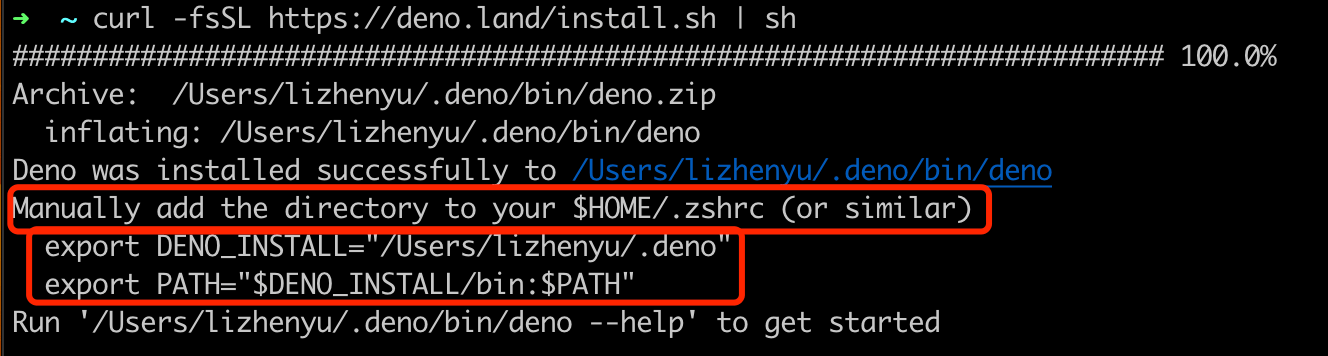 ➜  ~ curl -fsSL https://deno.land/install.sh | sh
######################################################################## 100.0%
Archive:  /Users/lizhenyu/.deno/bin/deno.zip
  inflating: /Users/lizhenyu/.deno/bin/deno
Deno was installed successfully to /Users/lizhenyu/.deno/bin/deno
Manually add the directory to your $HOME/.zshrc (or similar)
  export DENO_INSTALL="/Users/lizhenyu/.deno"
  export PATH="$DENO_INSTALL/bin:$PATH"
Run '/Users/lizhenyu/.deno/bin/deno --help' to get started